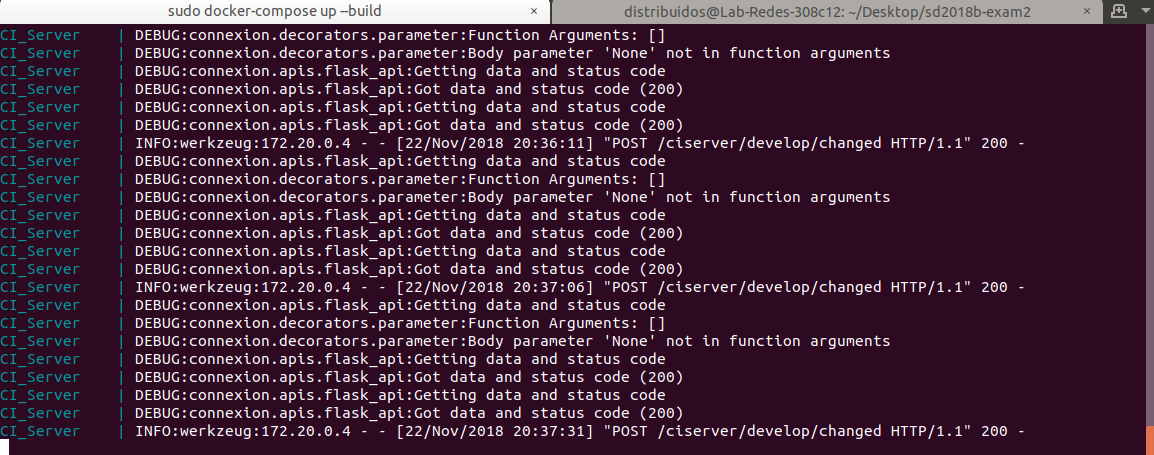 sudo docker-compose up --build × distribuidos@Lab-Redes-308c12: ~/Desktop/sd2018b-exam2 ×
CI_Server | DEBUG:connexion.decorators.parameter:Function Arguments: []
CI_Server | DEBUG:connexion.decorators.parameter:Body parameter 'None' not in function arguments
CI_Server | DEBUG:connexion.apis.flask_api:Getting data and status code
CI_Server | DEBUG:connexion.apis.flask_api:Got data and status code (200)
CI_Server | DEBUG:connexion.apis.flask_api:Getting data and status code
CI_Server | DEBUG:connexion.apis.flask_api:Got data and status code (200)
CI_Server | INFO:werkzeug:172.20.0.4 - - [22/Nov/2018 20:36:11] "POST /ciserver/develop/changed HTTP/1.1" 200 -
CI_Server | DEBUG:connexion.apis.flask_api:Getting data and status code
CI_Server | DEBUG:connexion.decorators.parameter:Function Arguments: []
CI_Server | DEBUG:connexion.decorators.parameter:Body parameter 'None' not in function arguments
CI_Server | DEBUG:connexion.apis.flask_api:Getting data and status code
CI_Server | DEBUG:connexion.apis.flask_api:Got data and status code (200)
CI_Server | DEBUG:connexion.apis.flask_api:Getting data and status code
CI_Server | DEBUG:connexion.apis.flask_api:Got data and status code (200)
CI_Server | INFO:werkzeug:172.20.0.4 - - [22/Nov/2018 20:37:06] "POST /ciserver/develop/changed HTTP/1.1" 200 -
CI_Server | DEBUG:connexion.apis.flask_api:Getting data and status code
CI_Server | DEBUG:connexion.decorators.parameter:Function Arguments: []
CI_Server | DEBUG:connexion.decorators.parameter:Body parameter 'None' not in function arguments
CI_Server | DEBUG:connexion.apis.flask_api:Getting data and status code
CI_Server | DEBUG:connexion.apis.flask_api:Got data and status code (200)
CI_Server | DEBUG:connexion.apis.flask_api:Getting data and status code
CI_Server | DEBUG:connexion.apis.flask_api:Got data and status code (200)
CI_Server | INFO:werkzeug:172.20.0.4 - - [22/Nov/2018 20:37:31] "POST /ciserver/develop/changed HTTP/1.1" 200 -